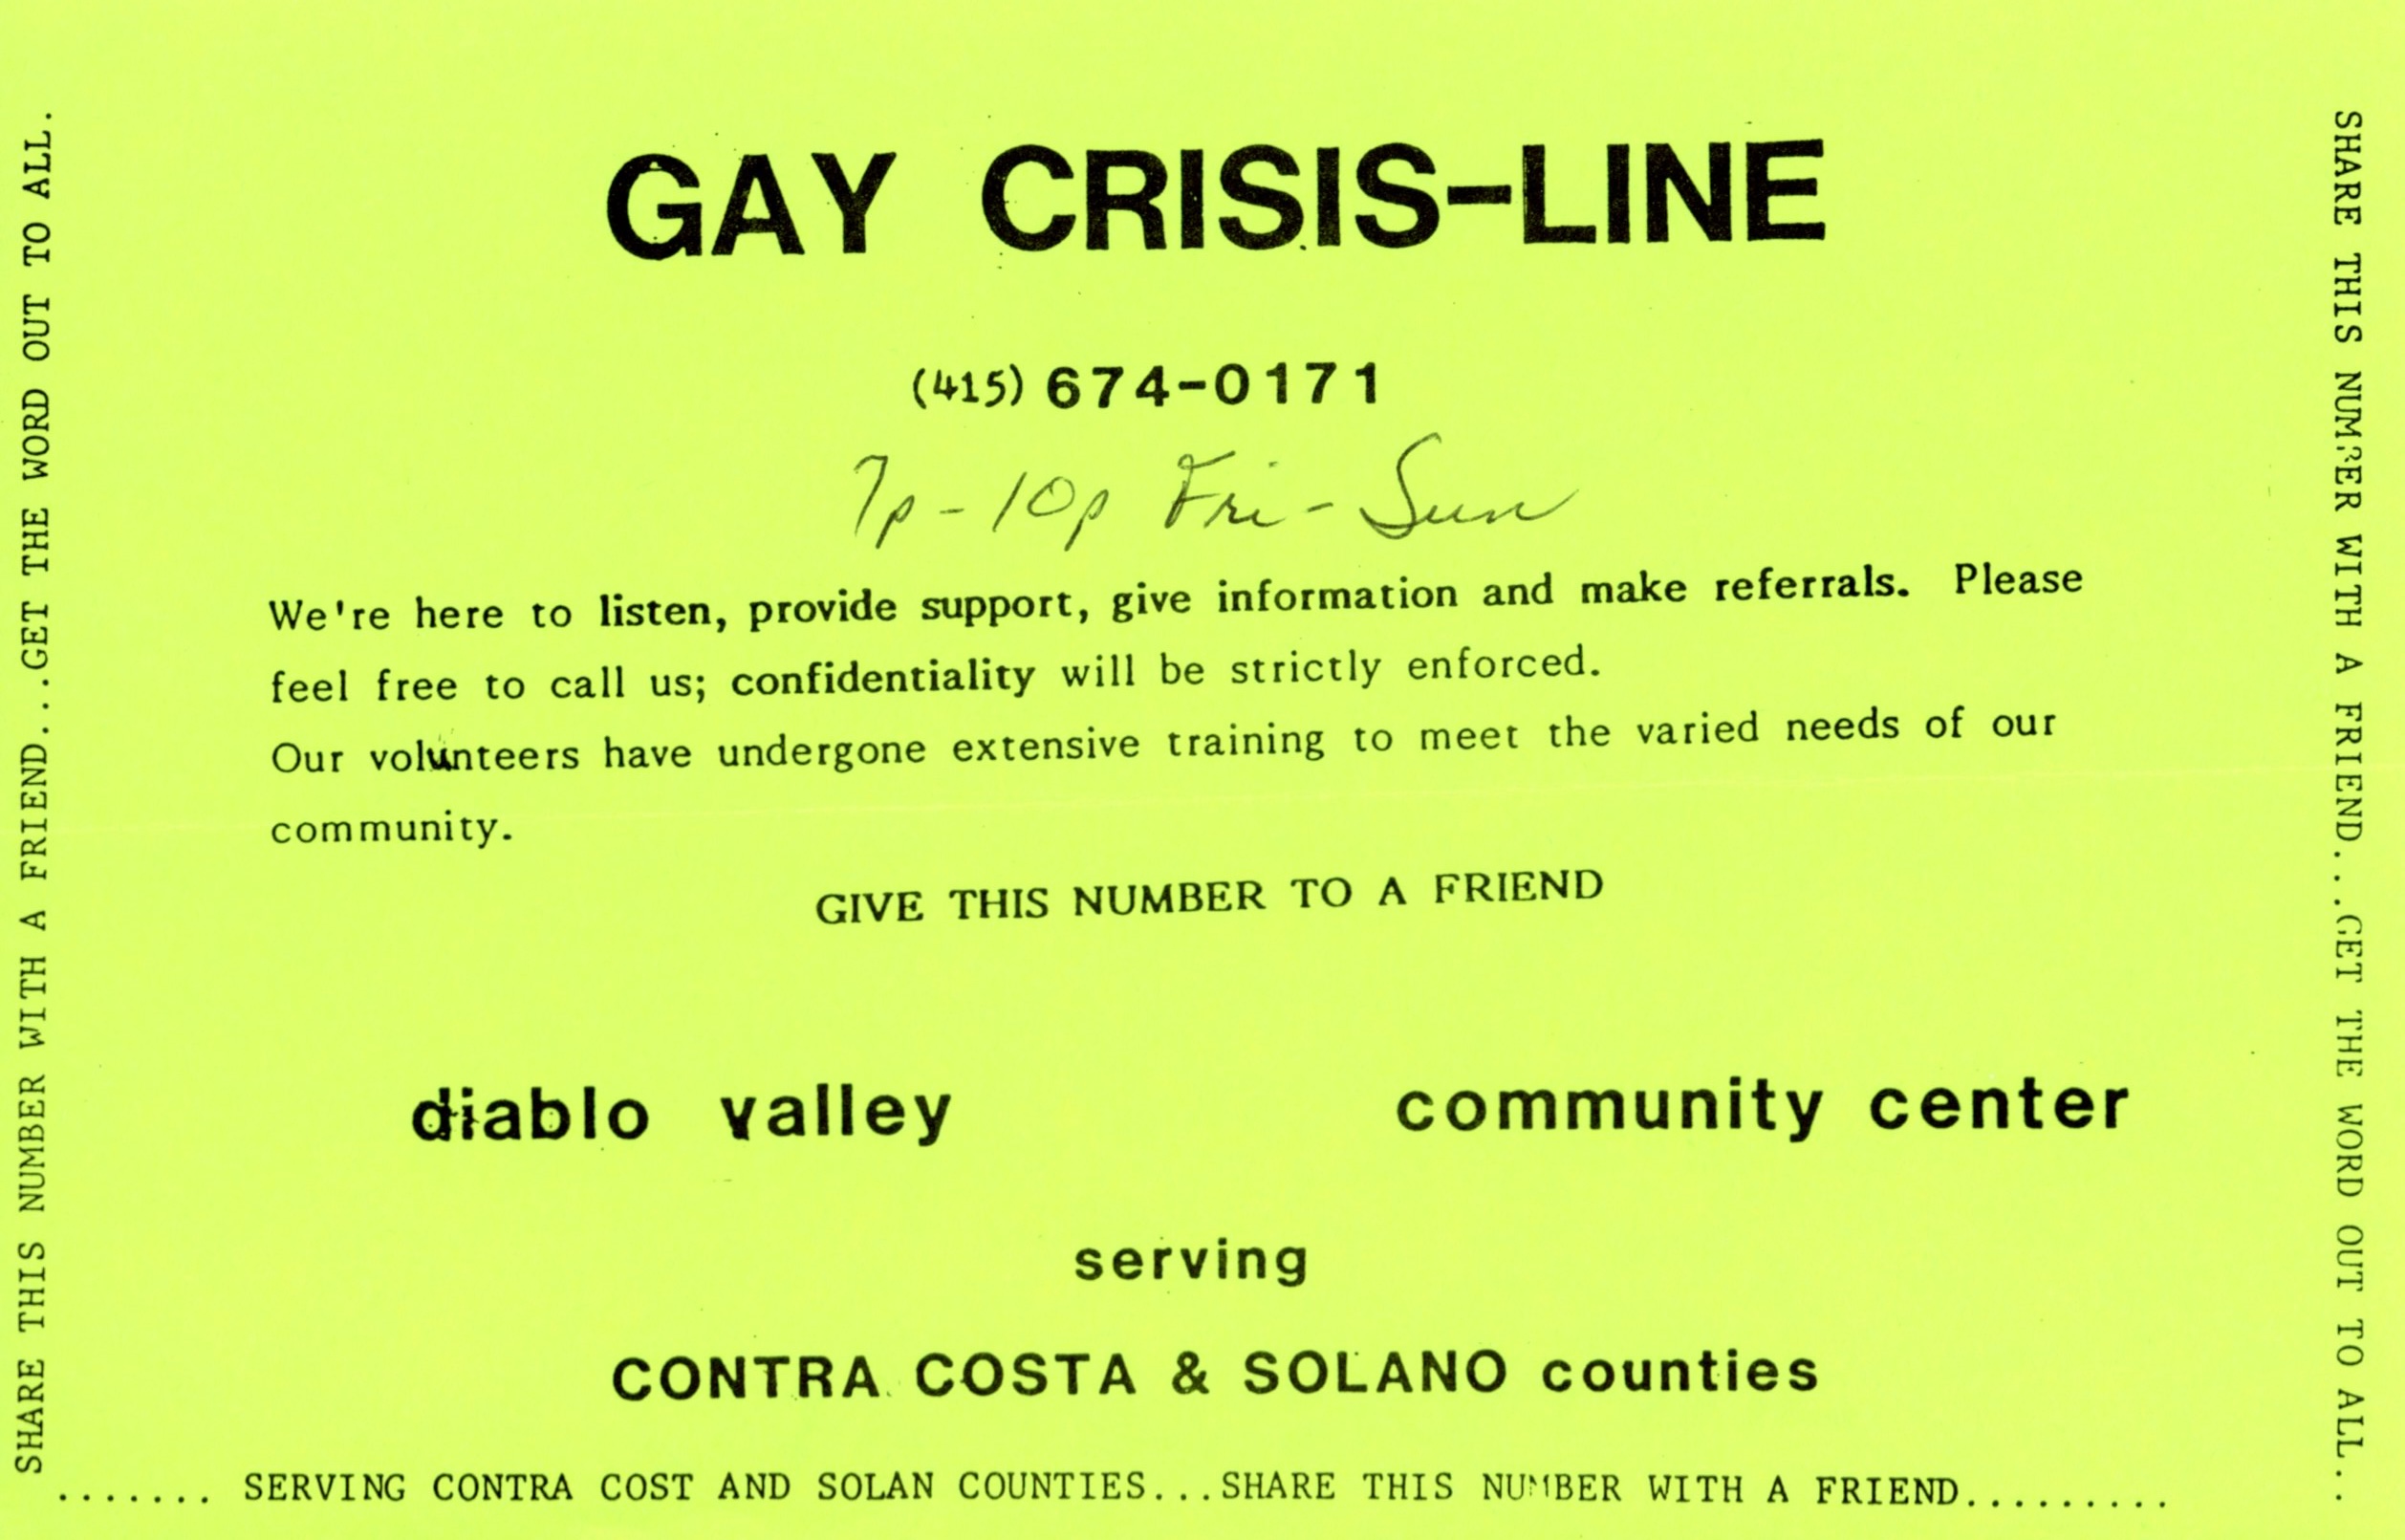 GAY CRISIS-LINE
(415) 674-0171
7p - 10p Fri - Sun
We're here to listen, provide support, give information and make referrals. Please
feel free to call us; confidentiality will be strictly enforced.
Our volunteers have undergone extensive training to meet the varied needs of our
community.
GIVE THIS NUMBER TO A FRIEND
diablo valley community center
serving
CONTRA COSTA & SOLANO counties
....... SERVING CONTRA COST AND SOLAN COUNTIES...SHARE THIS NUMBER WITH A FRIEND.........
SHARE THIS NUMBER WITH A FRIEND...GET THE WORD OUT TO ALL.
SHARE THIS NUMBER WITH A FRIEND...GET THE WORD OUT TO ALL...